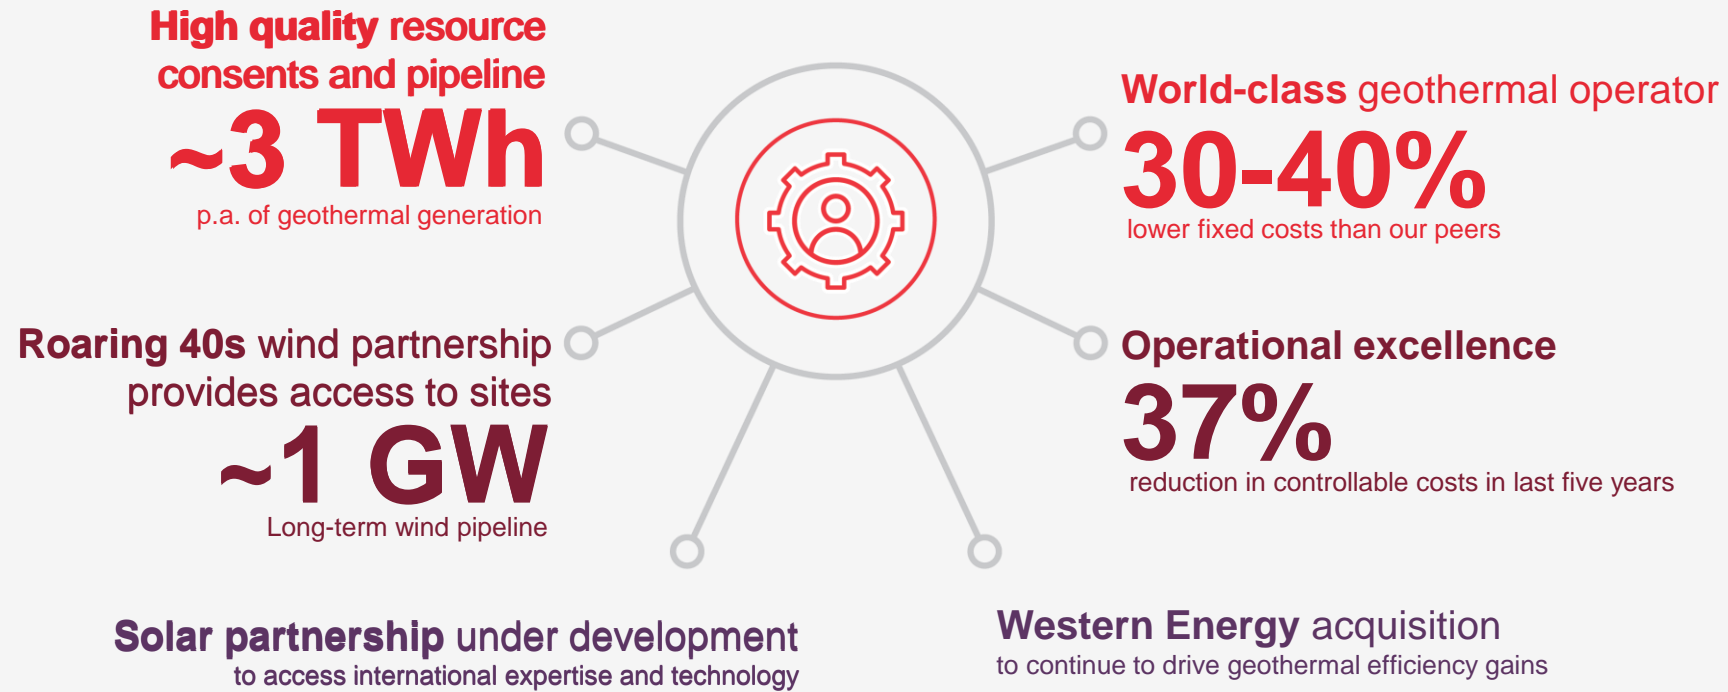 High quality resource
consents and pipeline
~3 TWh
p.a. of geothermal generation
World-class geothermal operator
30-40%
lower fixed costs than our peers
Roaring 40s wind partnership
provides access to sites
~1 GW
Long-term wind pipeline
Operational excellence
37%
reduction in controllable costs in last five years
Solar partnership under development
to access international expertise and technology
Western Energy acquisition
to continue to drive geothermal efficiency gains